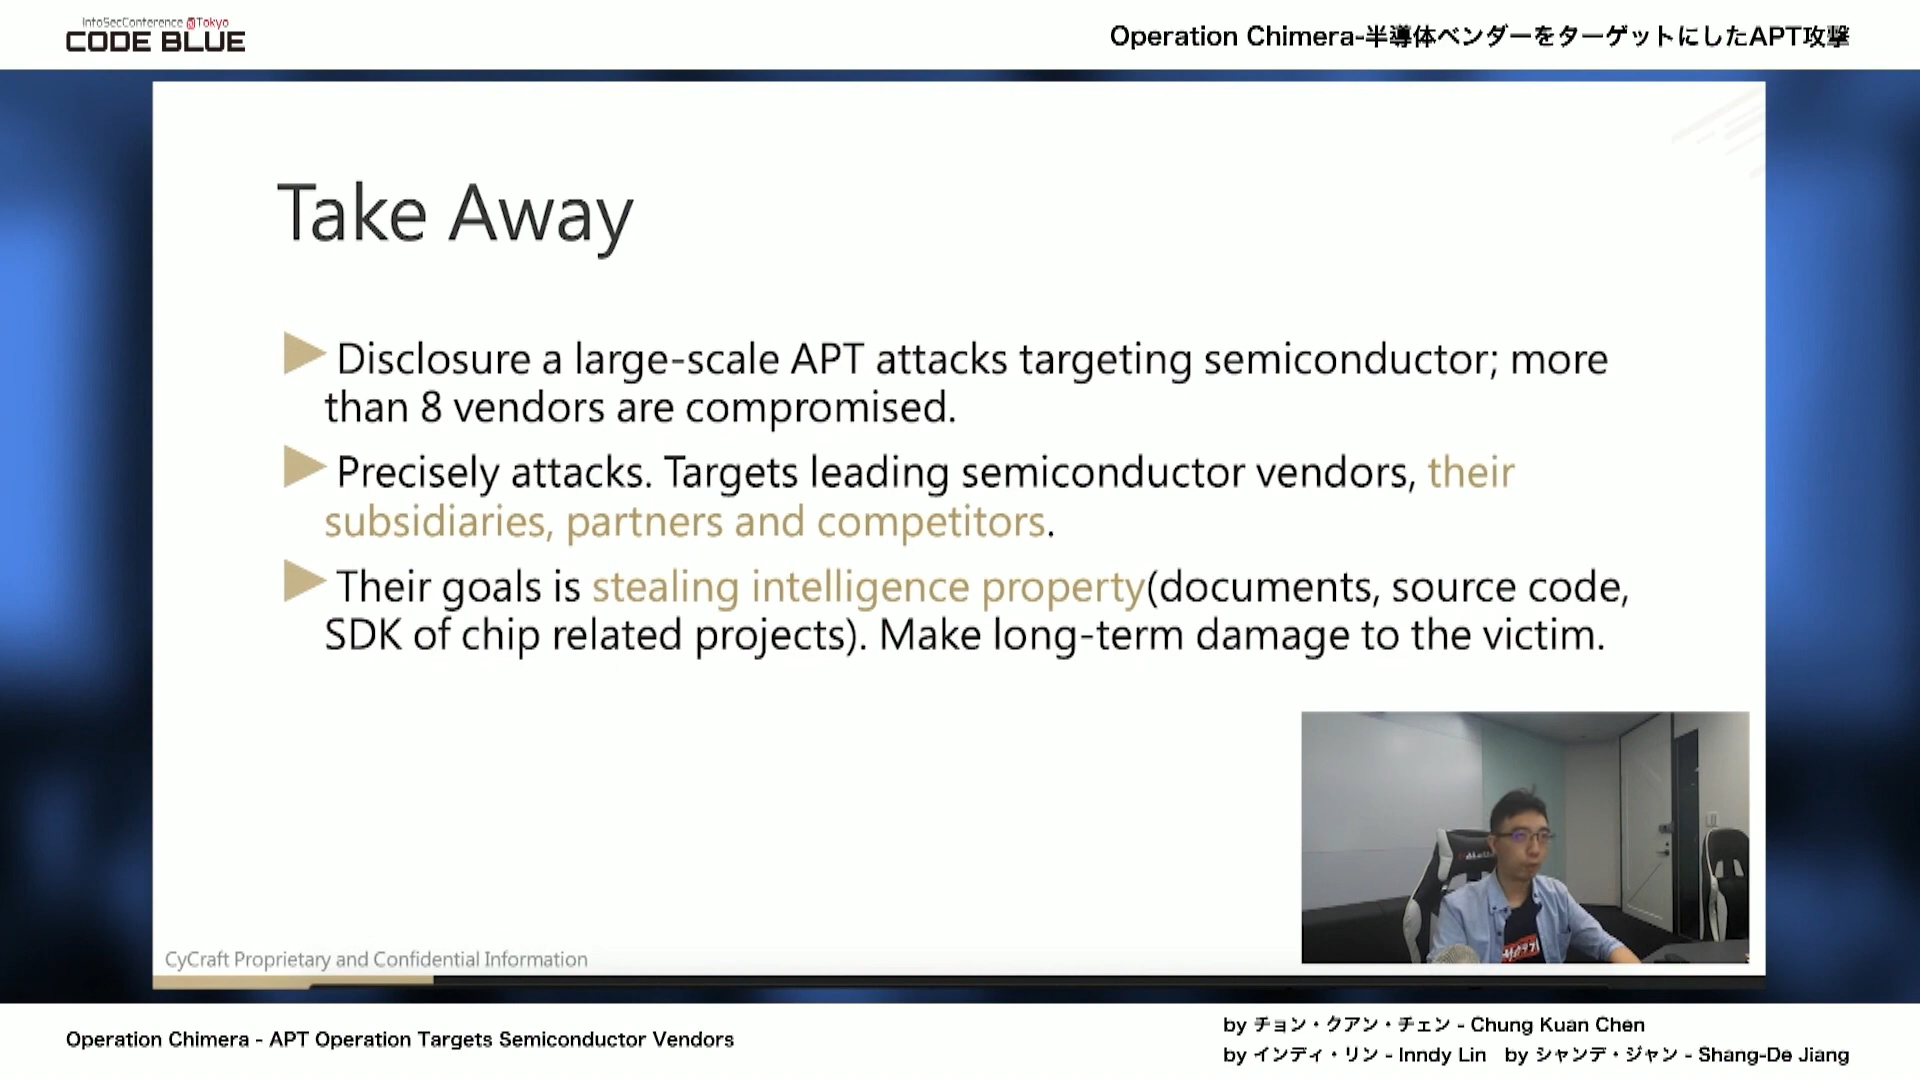 InfoSecConference @Tokyo
CODE BLUE
Operation Chimera-半導体ベンダーをターゲットにしたAPT攻撃
Take Away
Disclosure a large-scale APT attacks targeting semiconductor; more
than 8 vendors are compromised.
Precisely attacks. Targets leading semiconductor vendors, their
subsidiaries, partners and competitors.
Their goals is stealing intelligence property(documents, source code,
SDK of chip related projects). Make long-term damage to the victim.
CyCraft Proprietary and Confidential Information
Operation Chimera - APT Operation Targets Semiconductor Vendors
by チョン・クアン・チェン - Chung Kuan Chen
by インディ・リン - Inndy Lin by シャンデ・ジャン - Shang-De Jiang